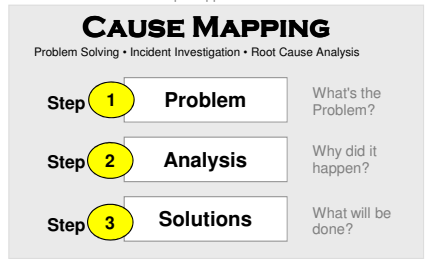 CAUSE MAPPING
Problem Solving • Incident Investigation • Root Cause Analysis
Step 1 Problem What's the
Problem?
Step 2 Analysis Why did it
happen?
Step 3 Solutions What will be
done?